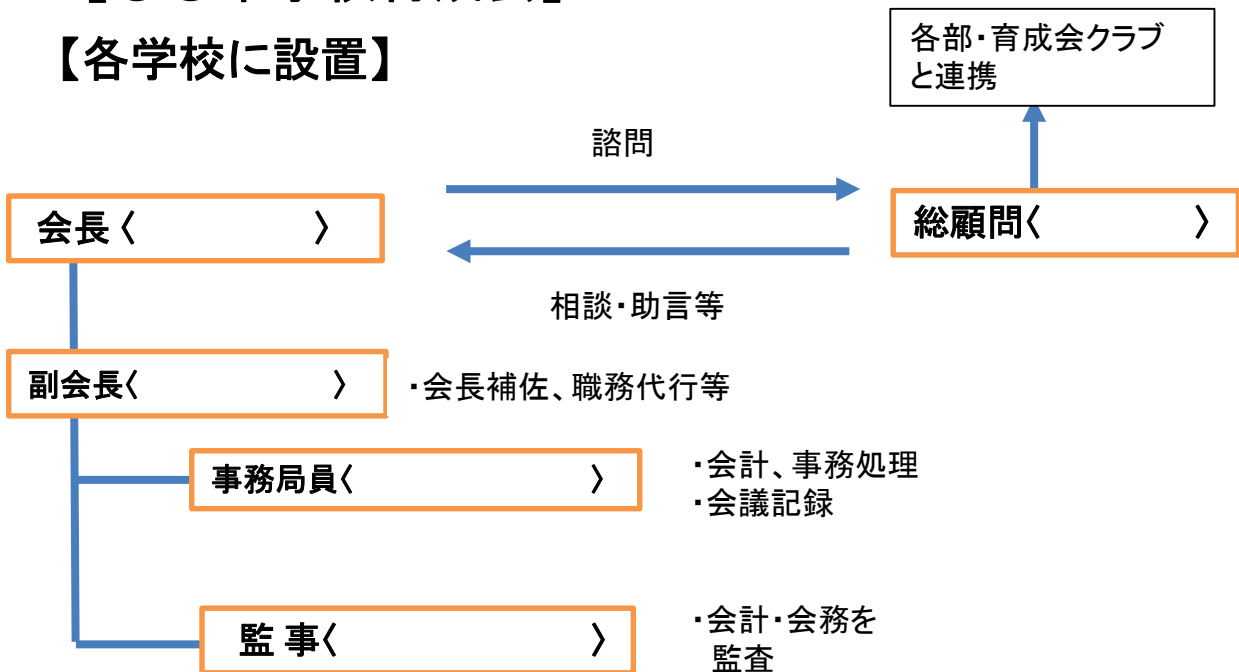 【各学校に設置】
各部・育成会クラブ
と連携
諮問
会長〈　　　　　〉
総顧問〈　　　　　〉
相談・助言等
副会長〈　　　　　〉
・会長補佐、職務代行等
事務局員〈　　　　　　〉
・会計、事務処理
・会議記録
監 事〈　　　　　　〉
・会計・会務を
監査